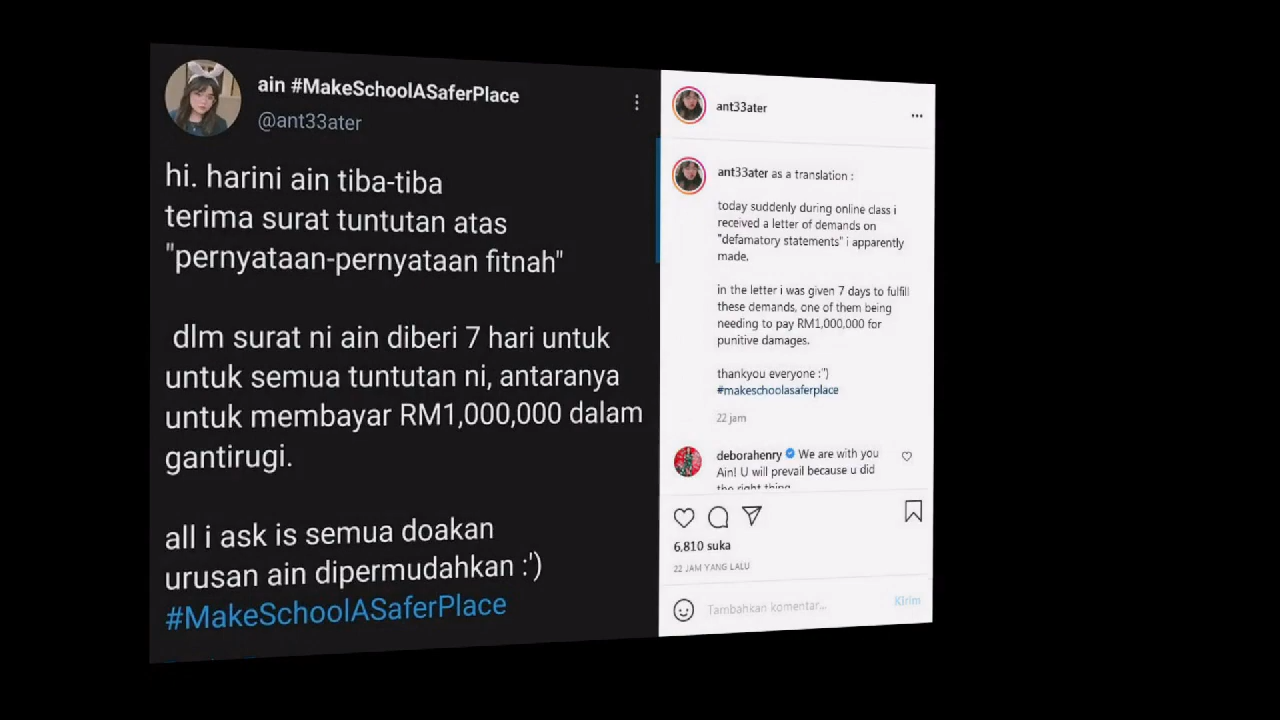 ain #MakeSchoolASaferPlace
@ant33ater
hi. harini ain tiba-tiba
terima surat tuntutan atas
"pernyataan-pernyataan fitnah"
dlm surat ni ain diberi 7 hari untuk
untuk semua tuntutan ni, antaranya
untuk membayar RM1,000,000 dalam
gantirugi.
all i ask is semua doakan
urusan ain dipermudahkan :')
#MakeSchoolASaferPlace
ant33ater
ant33ater as a translation :
today suddenly during online class i
received a letter of demands on
"defamatory statements" i apparently
made.
in the letter i was given 7 days to fulfill
these demands, one of them being
needing to pay RM1,000,000 for
punitive damages.
thankyou everyone :")
#makeschoolasaferplace
22 jam
deborahenry We are with you
Ain! U will prevail because u did
the right thing
6,810 suka
22 JAM YANG LALU
Tambahkan komentar...
Kirim